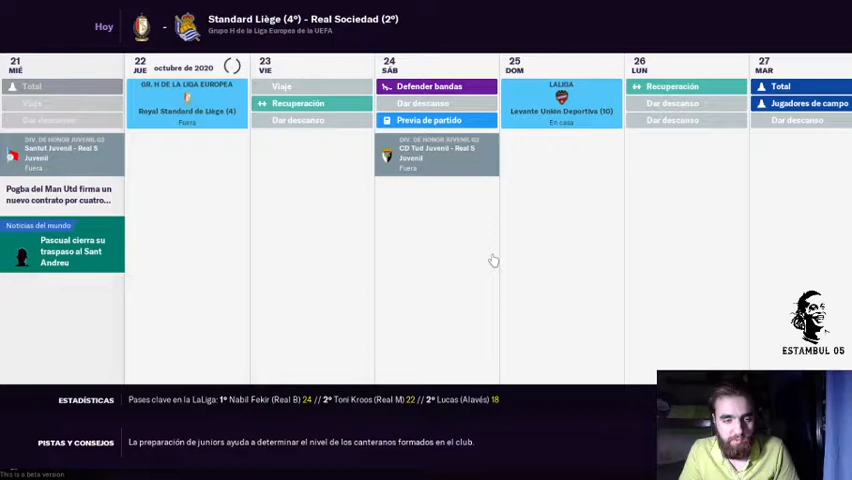 Hoy
Standard Liège (4º) - Real Sociedad (2º)
Grupo H de la Liga Europea de la UEFA
21
MIÉ
Total
Viaje
Dar descanso
DIV. DE HONOR JUVENIL G2
Santut Juvenil - Real S
Juvenil
Fuera
Pogba del Man Utd firma un
nuevo contrato por cuatro...
Noticias del mundo
Pascual cierra su
traspaso al Sant
Andreu
22
JUE
octubre de 2020
GR. H DE LA LIGA EUROPEA
Royal Standard de Liége (4)
Fuera
23
VIE
Viaje
Recuperación
Dar descanso
24
SÁB
Defender bandas
Dar descanso
Previa de partido
DIV. DE HONOR JUVENIL G2
CD Tud Juvenil - Real S
Juvenil
Fuera
25
DOM
LALIGA
Levante Unión Deportiva (10)
En casa
26
LUN
Recuperación
Dar descanso
Dar descanso
27
MAR
Total
Jugadores de campo
Dar descanso
ESTAMBUL 05
ESTADÍSTICAS
Pases clave en la LaLiga: 1º Nabil Fekir (Real B) 24 // 2º Toni Kroos (Real M) 22 // 2º Lucas (Alavés) 18
PISTAS Y CONSEJOS
La preparación de juniors ayuda a determinar el nivel de los canteranos formados en el club.
This is a beta version